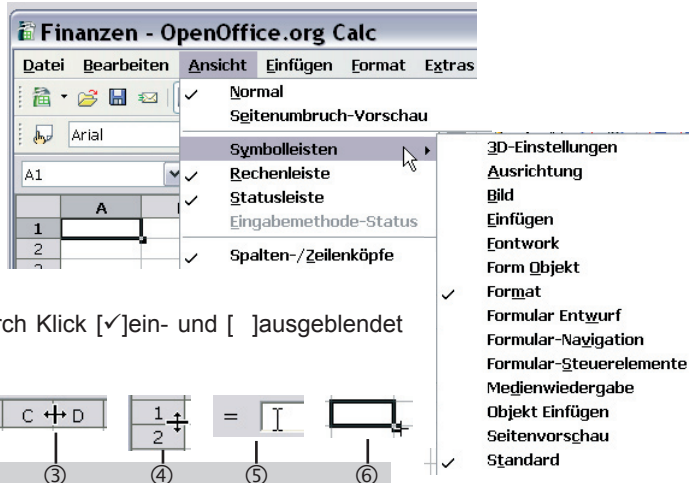 Finanzen - OpenOffice.org Calc
Datei Bearbeiten Ansicht Einfügen Format Extras
Normal
Seitenumbruch-Vorschau
Arial
Symbolleisten
A1
Rechenleiste
Statusleiste
A
Eingabemethode-Status
1
2
Spalten-/Zeilenköpfe
3D-Einstellungen
Ausrichtung
Bild
Einfügen
Fontwork
Form Objekt
Format
Formular Entwurf
Formular-Navigation
Formular-Steuerelemente
Medienwiedergabe
Objekt Einfügen
Seitenvorschau
Standard
rch Klick [✓]ein- und [ ]ausgeblendet
C D
1
2
=
③ ④ ⑤ ⑥